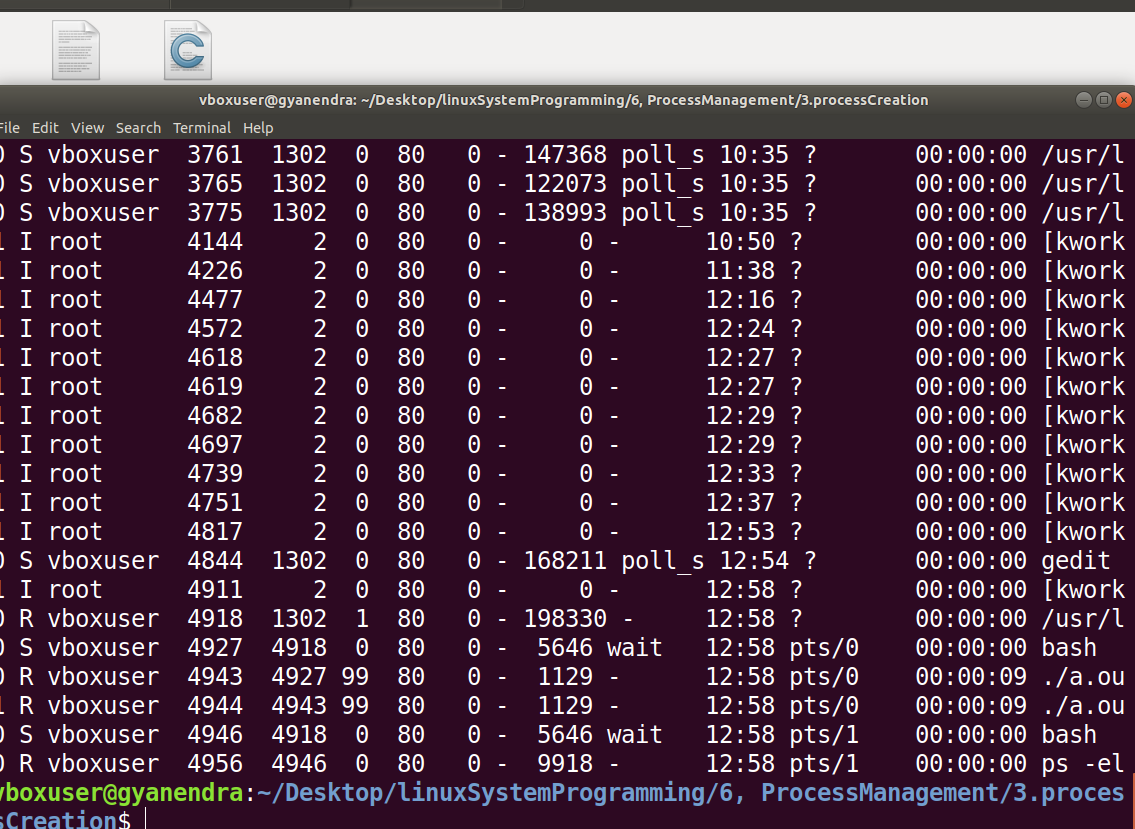 vboxuser@gyanendra: ~/Desktop/linuxSystemProgramming/6, ProcessManagement/3.processCreation
File Edit View Search Terminal Help
0 S vboxuser  3761  1302  0  80   0 - 147368 poll_s 10:35 ?        00:00:00 /usr/l
0 S vboxuser  3765  1302  0  80   0 - 122073 poll_s 10:35 ?        00:00:00 /usr/l
0 S vboxuser  3775  1302  0  80   0 - 138993 poll_s 10:35 ?        00:00:00 /usr/l
1 I root      4144     2  0  80   0 -     0 -      10:50 ?        00:00:00 [kwork
1 I root      4226     2  0  80   0 -     0 -      11:38 ?        00:00:00 [kwork
1 I root      4477     2  0  80   0 -     0 -      12:16 ?        00:00:00 [kwork
1 I root      4572     2  0  80   0 -     0 -      12:24 ?        00:00:00 [kwork
1 I root      4618     2  0  80   0 -     0 -      12:27 ?        00:00:00 [kwork
1 I root      4619     2  0  80   0 -     0 -      12:27 ?        00:00:00 [kwork
1 I root      4682     2  0  80   0 -     0 -      12:29 ?        00:00:00 [kwork
1 I root      4697     2  0  80   0 -     0 -      12:29 ?        00:00:00 [kwork
1 I root      4739     2  0  80   0 -     0 -      12:33 ?        00:00:00 [kwork
1 I root      4751     2  0  80   0 -     0 -      12:37 ?        00:00:00 [kwork
1 I root      4817     2  0  80   0 -     0 -      12:53 ?        00:00:00 [kwork
0 S vboxuser  4844  1302  0  80   0 - 168211 poll_s 12:54 ?        00:00:00 gedit
1 I root      4911     2  0  80   0 -     0 -      12:58 ?        00:00:00 [kwork
0 R vboxuser  4918  1302  1  80   0 - 198330 -     12:58 ?        00:00:00 /usr/l
0 S vboxuser  4927  4918  0  80   0 -  5646 wait   12:58 pts/0    00:00:00 bash
0 R vboxuser  4943  4927 99  80   0 -  1129 -      12:58 pts/0    00:00:09 ./a.ou
1 R vboxuser  4944  4943 99  80   0 -  1129 -      12:58 pts/0    00:00:09 ./a.ou
0 S vboxuser  4946  4918  0  80   0 -  5646 wait   12:58 pts/1    00:00:00 bash
0 R vboxuser  4956  4946  0  80   0 -  9918 -      12:58 pts/1    00:00:00 ps -el
vboxuser@gyanendra:~/Desktop/linuxSystemProgramming/6, ProcessManagement/3.proces
sCreation$